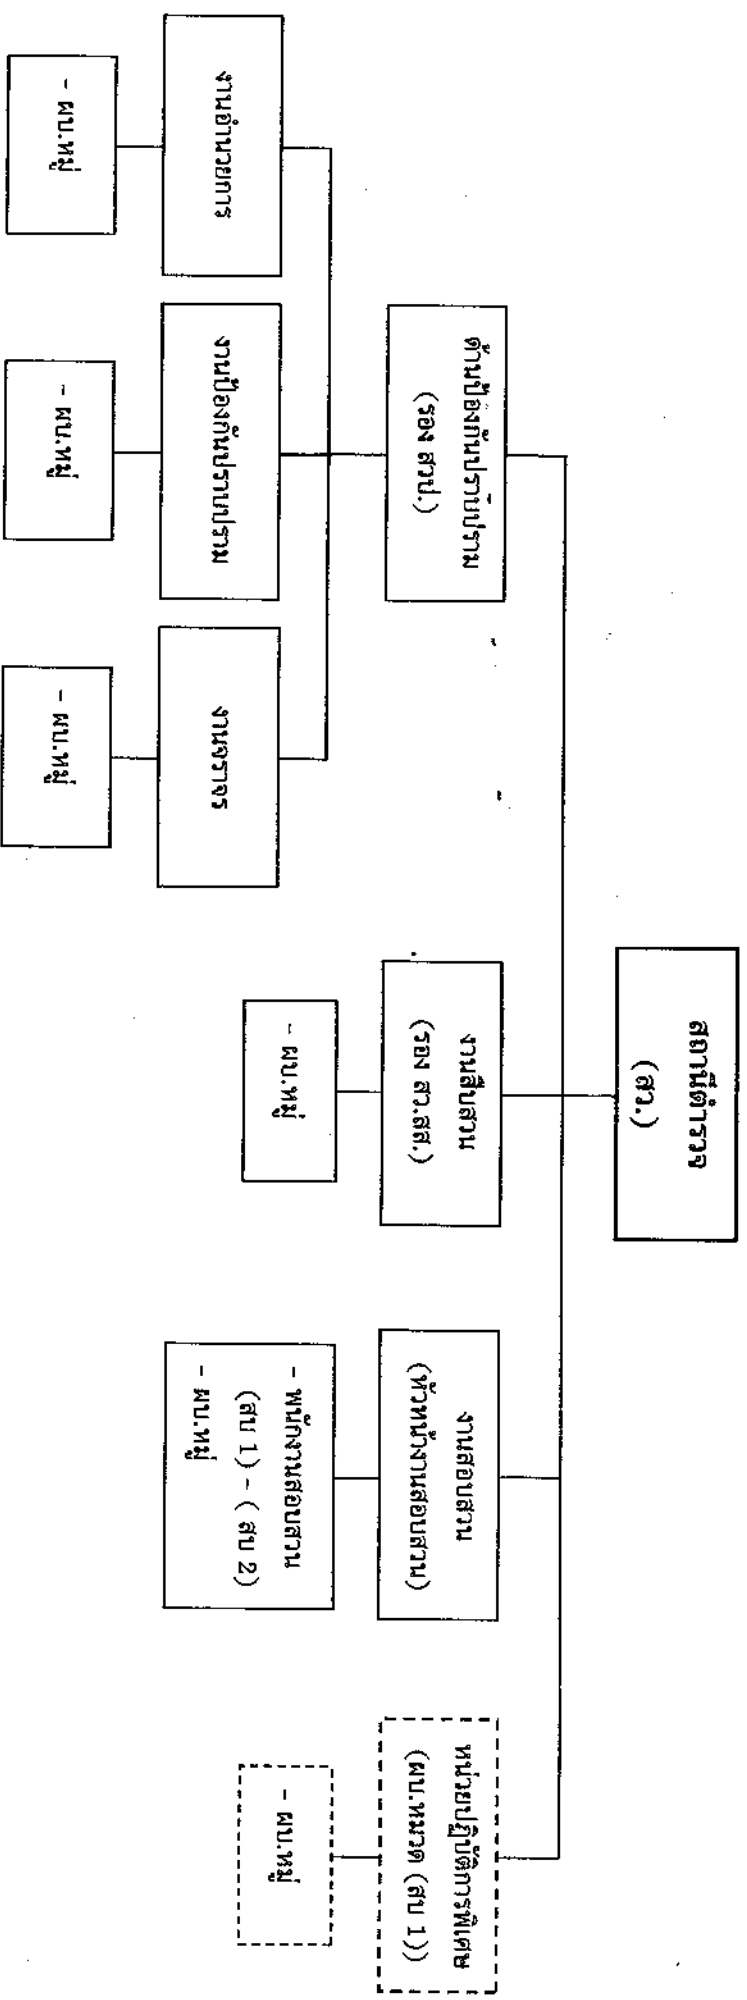 สถานีตำรวจ
(สว.)
ด้านป้องกันปราบปราม
(รอง สวป.)
งานอำนวยการ
- ผบ.หมู่
งานป้องกันปราบปราม
- ผบ.หมู่
งานจราจร
- ผบ.หมู่
งานสืบสวน
(รอง สว.สส.)
- ผบ.หมู่
งานสอบสวน
(หัวหน้างานสอบสวน)
- พนักงานสอบสวน
(สบ 1) - ( สบ 2)
- ผบ.หมู่
หน่วยปฏิบัติการพิเศษ
(ผบ.หมวด (สบ 1))
- ผบ.หมู่